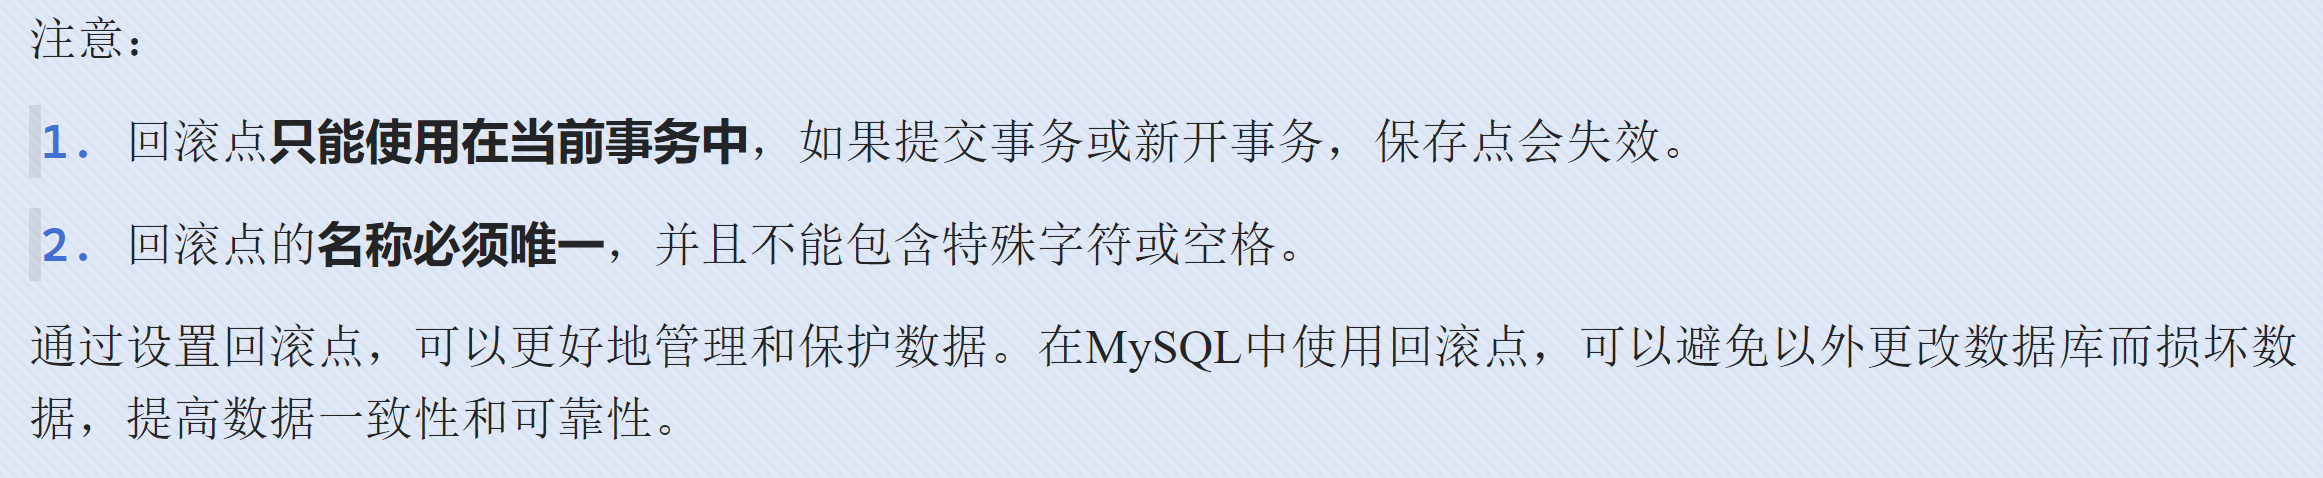 注意：
1. 回滚点只能使用在当前事务中，如果提交事务或新开事务，保存点会失效。
2. 回滚点的名称必须唯一，并且不能包含特殊字符或空格。
通过设置回滚点，可以更好地管理和保护数据。在MySQL中使用回滚点，可以避免以外更改数据库而损坏数
据，提高数据一致性和可靠性。